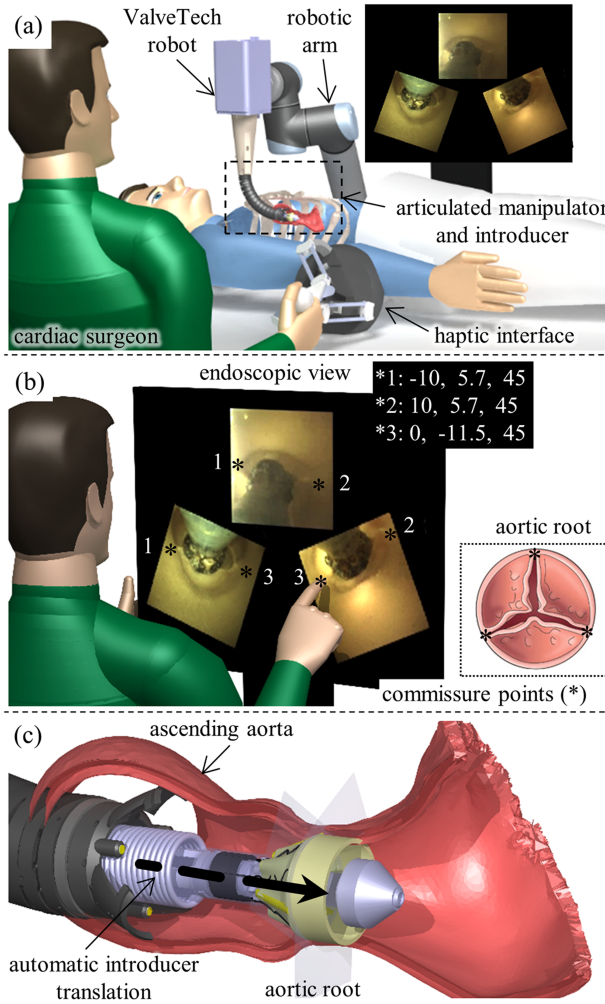 (a)
ValveTech
robot
robotic
arm
articulated manipulator
and introducer
haptic interface
cardiac surgeon
(b)
endoscopic view
*1: -10, 5.7, 45
*2: 10, 5.7, 45
*3: 0, -11.5, 45
1 * * 2
1 * * 3
3 * * 2
aortic root
* * *
commissure points (*)
(c)
ascending aorta
automatic introducer
translation
aortic root